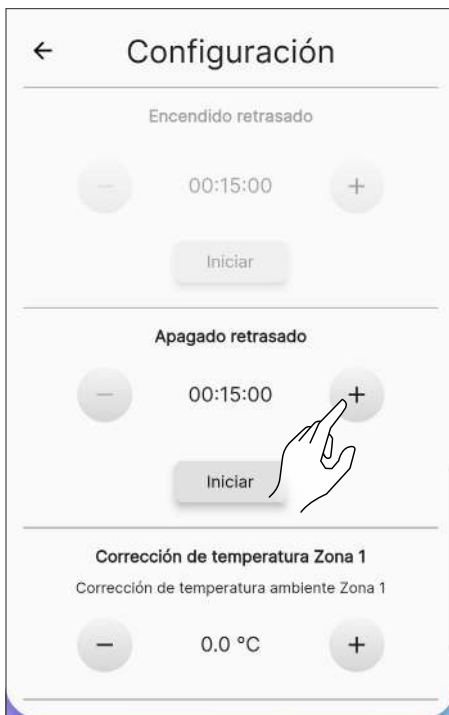 Configuración
Encendido retrasado
00:15:00
Iniciar
Apagado retrasado
00:15:00
Iniciar
Corrección de temperatura Zona 1
Corrección de temperatura ambiente Zona 1
0.0 °C